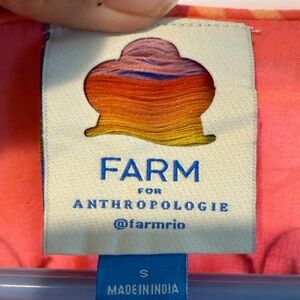 FARM
FOR
ANTHROPOLOGIE
@farmrio
S
MADE IN INDIA